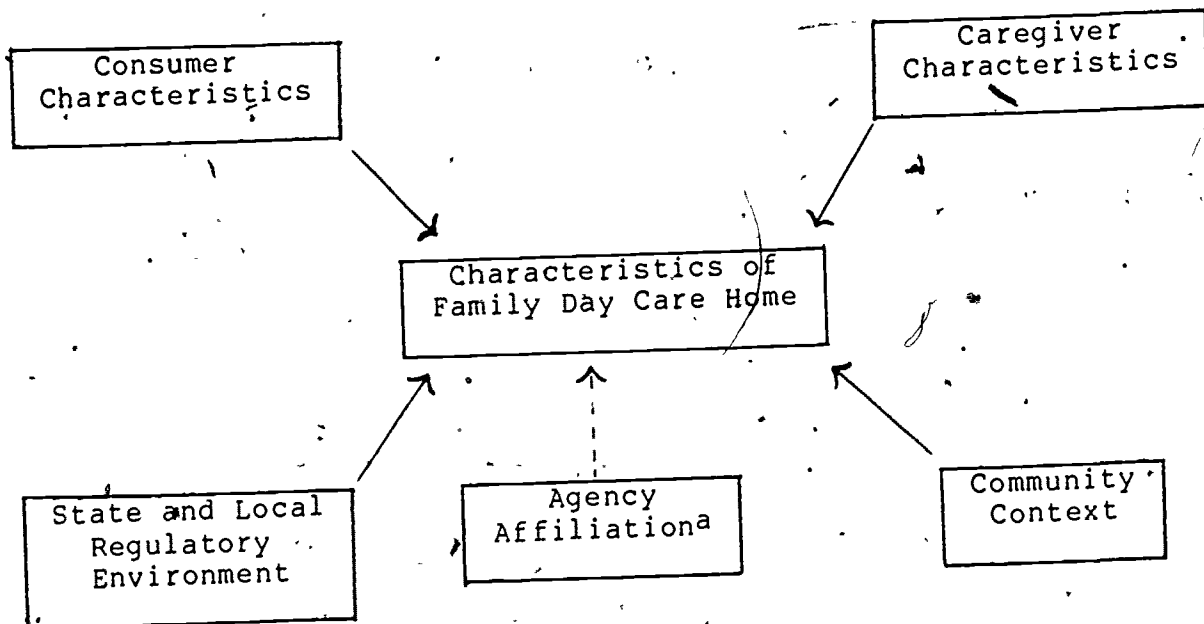 Consumer
Characteristics
Caregiver
Characteristics
Characteristics of
Family Day Care Home
State and Local
Regulatory
Environment
Agency
Affiliationa
Community
Context